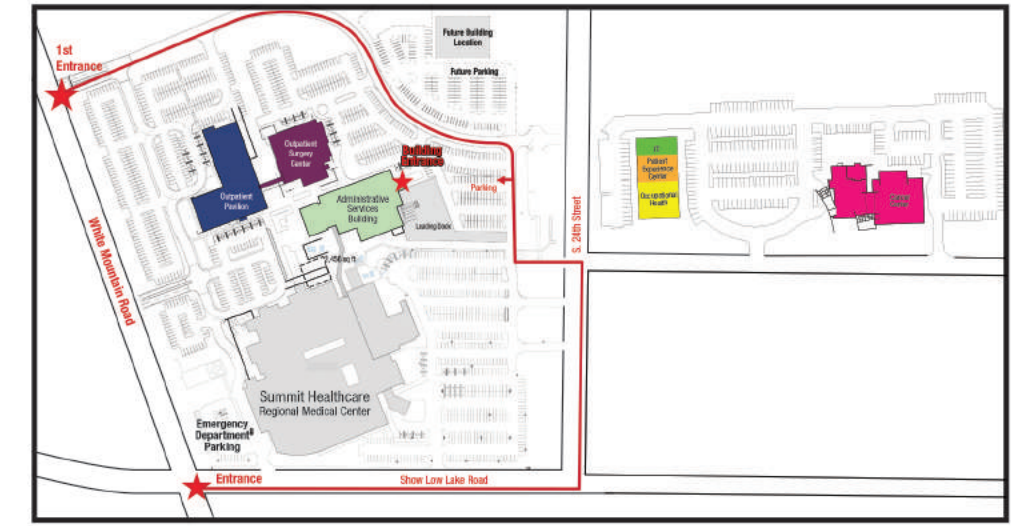 1st
Entrance
Future Building
Location
Future Parking
Outpatient
Surgery
Center
Building
Entrance
IT
Patient
Experience
Center
Occupational
Health
Parking
Outpatient
Pavilion
Administrative
Services
Building
Loading Dock
S. 24th Street
White Mountain Road
Summit Healthcare
Regional Medical Center
Emergency
Department
Parking
Entrance
Show Low Lake Road